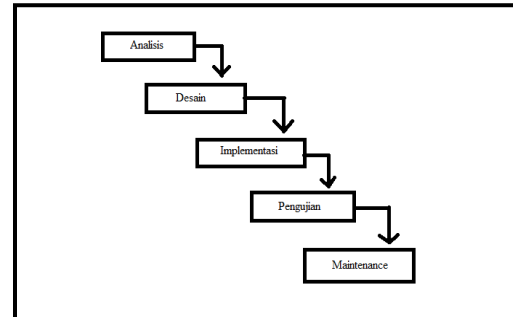 Analisis
Desain
Implementasi
Pengujian
Maintenance